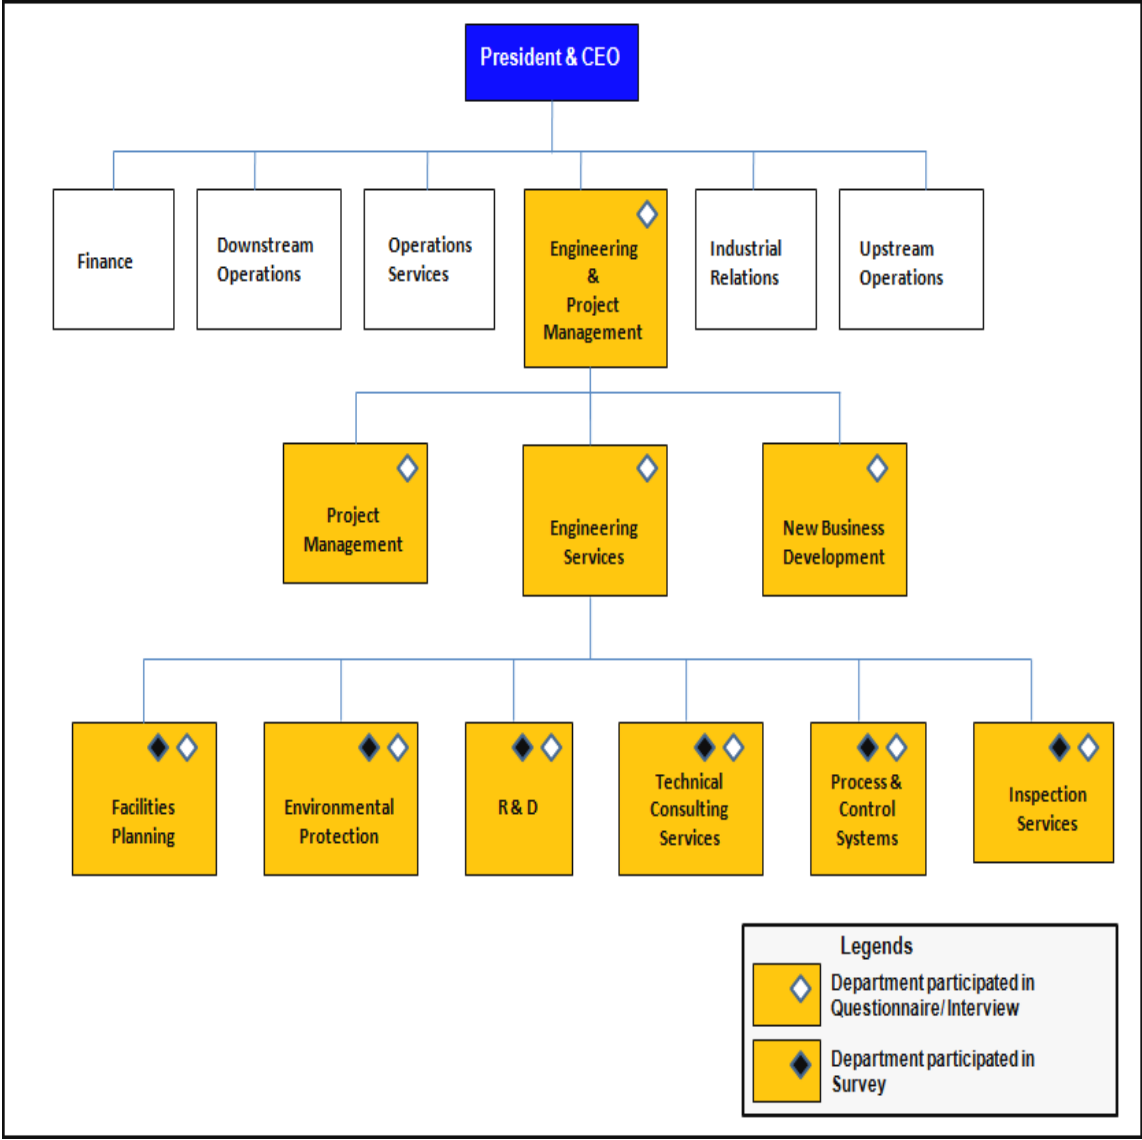 President & CEO
Finance
Downstream
Operations
Operations
Services
Engineering
&
Project
Management
Industrial
Relations
Upstream
Operations
Project
Management
Engineering
Services
New Business
Development
Facilities
Planning
Environmental
Protection
R & D
Technical
Consulting
Services
Process &
Control
Systems
Inspection
Services
Legends
Department participated in
Questionnaire/ Interview
Department participated in
Survey